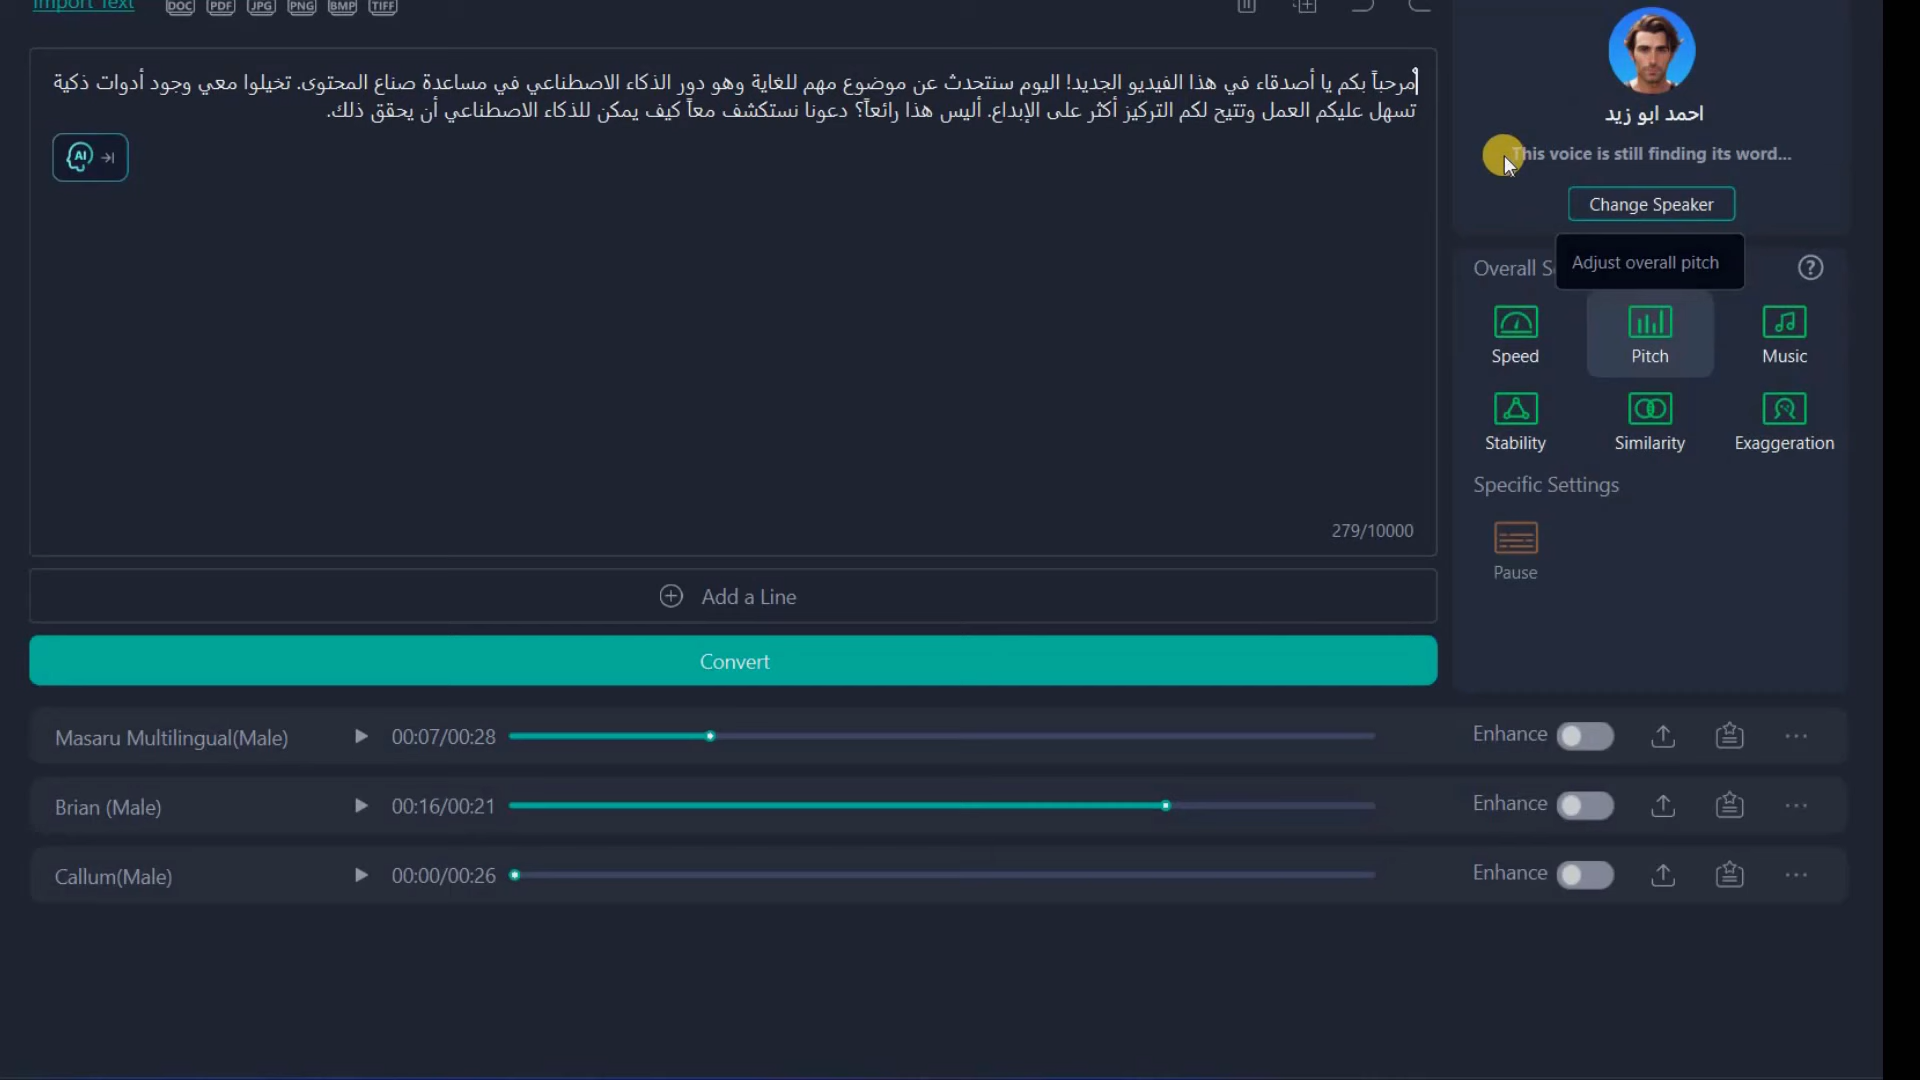 Import Text
DOC PDF JPG PNG BMP TIFF
مرحباً بكم يا أصدقاء في هذا الفيديو الجديد! اليوم سنتحدث عن موضوع مهم للغاية وهو دور الذكاء الاصطناعي في مساعدة صناع المحتوى. تخيلوا معي وجود أدوات ذكية
تسهل عليكم العمل وتتيح لكم التركيز أكثر على الإبداع. أليس هذا رائعاً؟ دعونا نستكشف معاً كيف يمكن للذكاء الاصطناعي أن يحقق ذلك.
AI
279/10000
Add a Line
Convert
احمد ابو زيد
This voice is still finding its word...
Change Speaker
Adjust overall pitch
Overall S
Speed Pitch Music
Stability Similarity Exaggeration
Specific Settings
Pause
Masaru Multilingual(Male) 00:07/00:28 Enhance
Brian (Male) 00:16/00:21 Enhance
Callum(Male) 00:00/00:26 Enhance